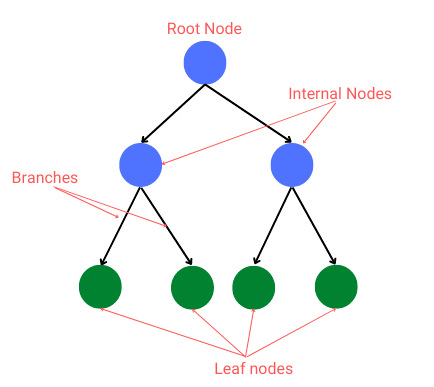 Root Node
Internal Nodes
Branches
Leaf nodes